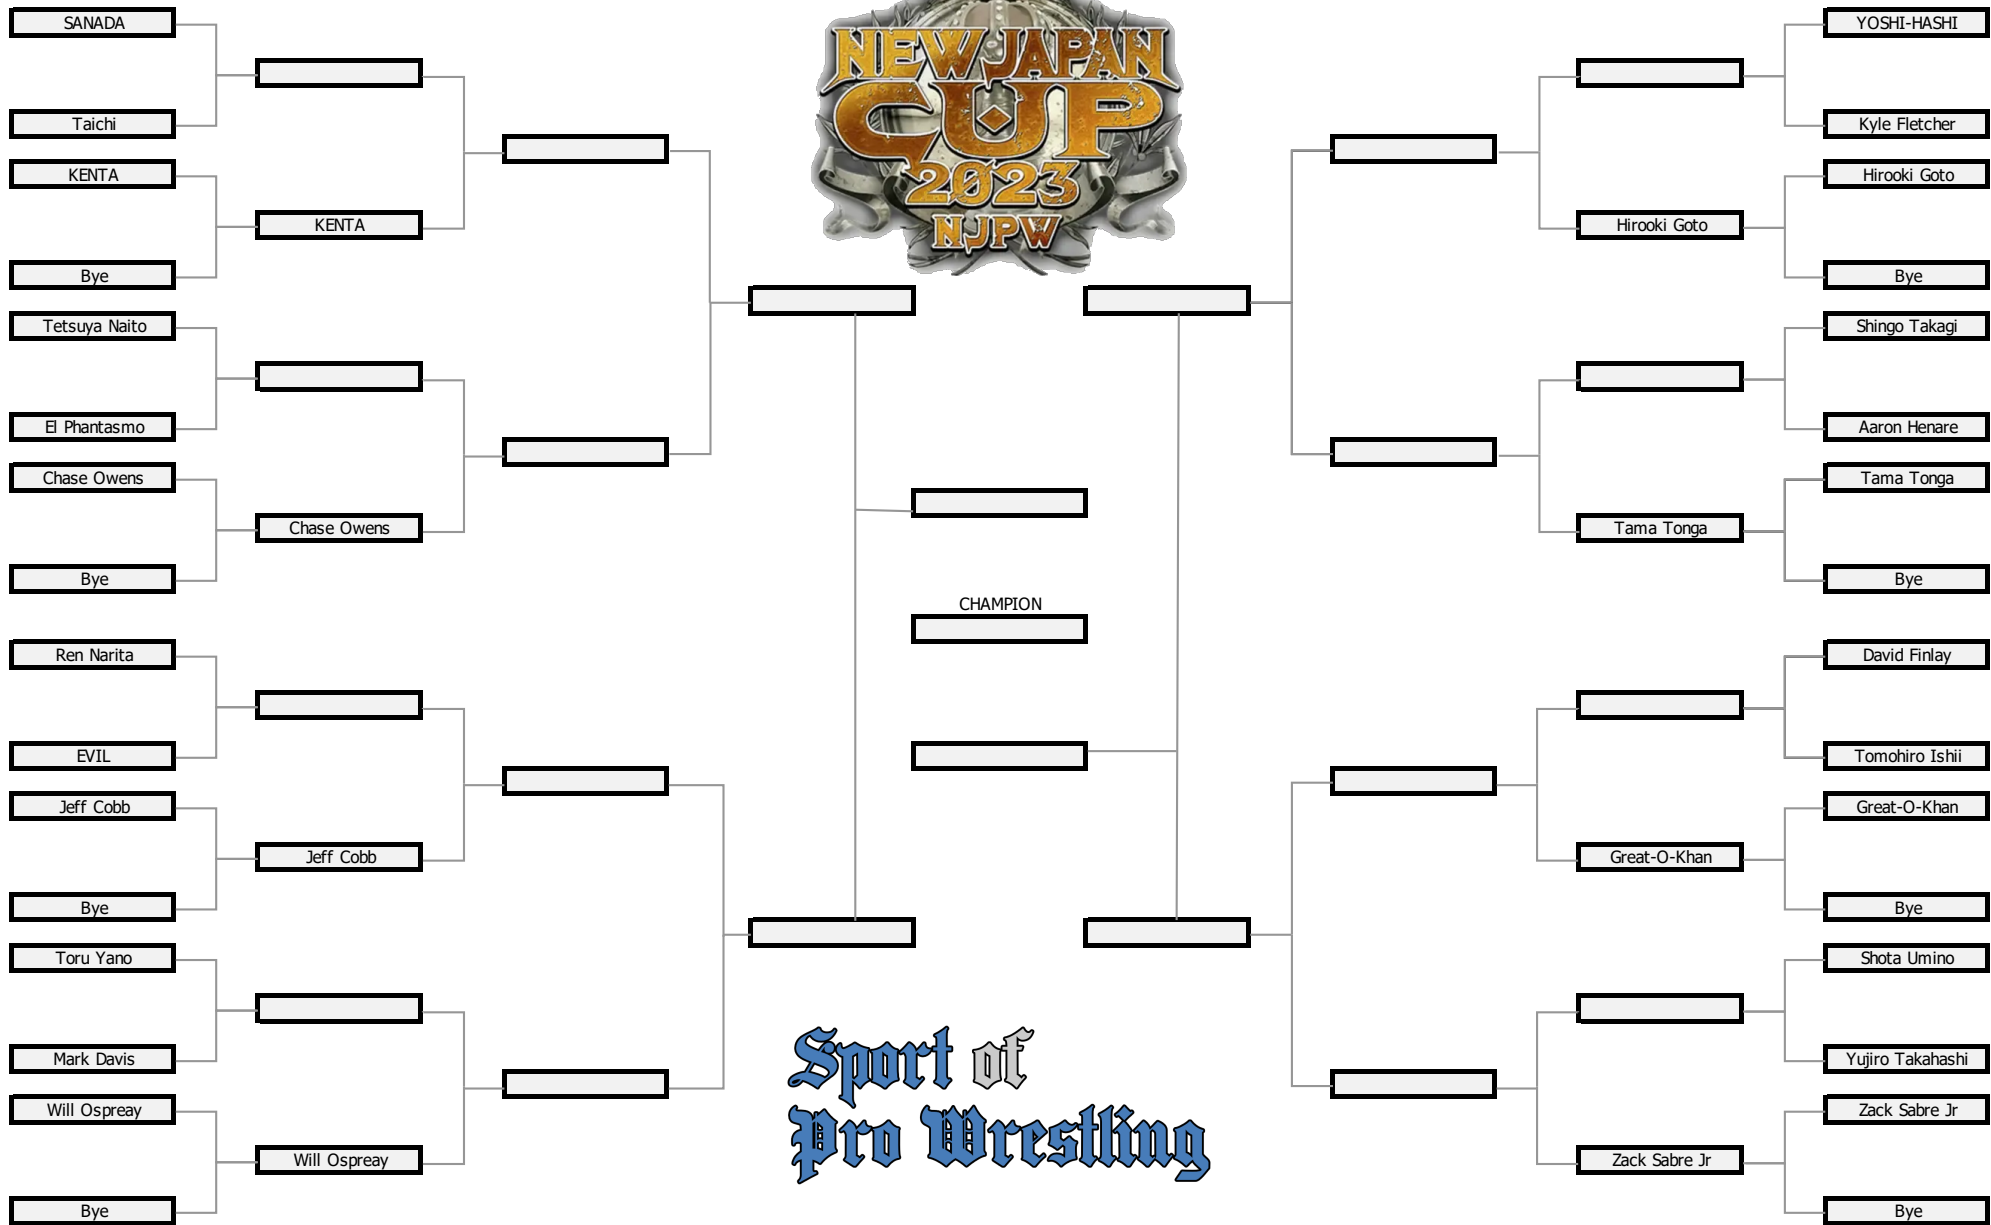 SANADA
Taichi
KENTA
Bye
Tetsuya Naito
El Phantasmo
Chase Owens
Bye
Ren Narita
EVIL
Jeff Cobb
Bye
Toru Yano
Mark Davis
Will Ospreay
Bye
KENTA
Chase Owens
Jeff Cobb
Will Ospreay
NEW JAPAN
CUP
2023
NJPW
CHAMPION
Sport of
Pro Wrestling
Hirooki Goto
Tama Tonga
Great-O-Khan
Zack Sabre Jr
YOSHI-HASHI
Kyle Fletcher
Hirooki Goto
Bye
Shingo Takagi
Aaron Henare
Tama Tonga
Bye
David Finlay
Tomohiro Ishii
Great-O-Khan
Bye
Shota Umino
Yujiro Takahashi
Zack Sabre Jr
Bye